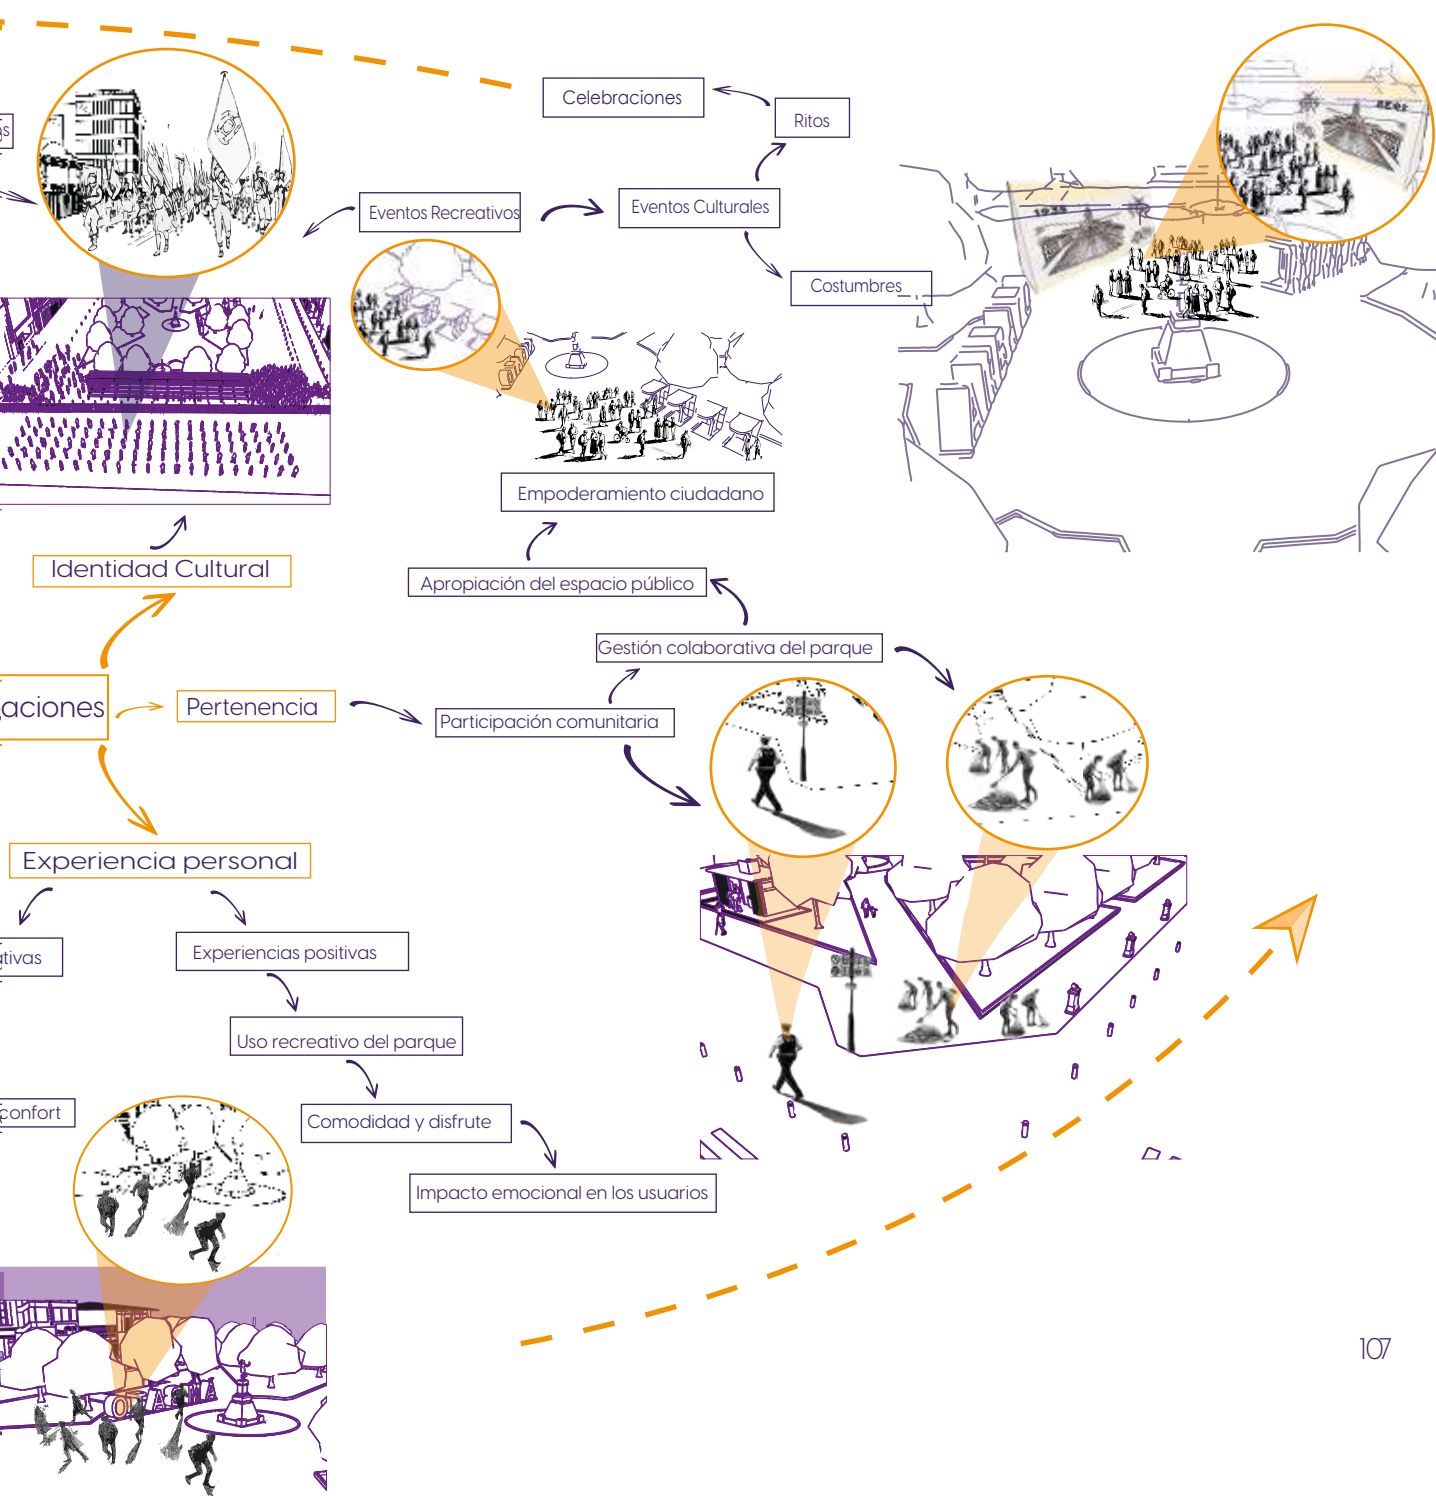 Celebraciones
Ritos
Eventos Recreativos
Eventos Culturales
Costumbres
Empoderamiento ciudadano
Identidad Cultural
Apropiación del espacio público
Gestión colaborativa del parque
aciones
Pertenencia
Participación comunitaria
Experiencia personal
ativas
Experiencias positivas
Uso recreativo del parque
confort
Comodidad y disfrute
Impacto emocional en los usuarios
107